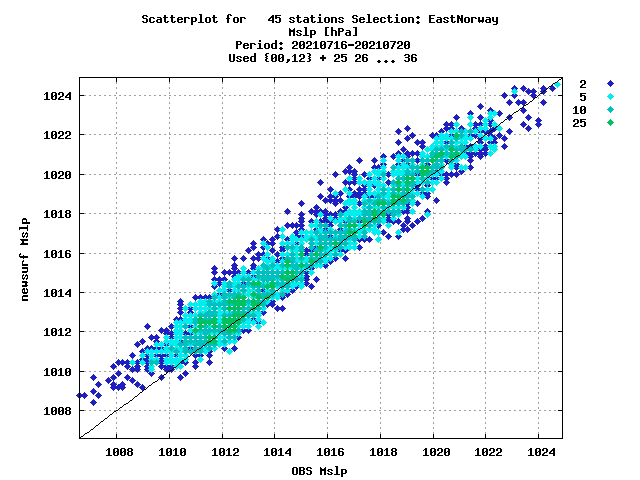 Scatterplot for   45 stations Selection: EastNorway
Mslp [hPa]
Period: 20210716-20210720
Used {00,12} + 25 26 ... 36
2
5
10
25
1024
1022
1020
1018
1016
1014
1012
1010
1008
newsurf Mslp
1008 1010 1012 1014 1016 1018 1020 1022 1024
OBS Mslp